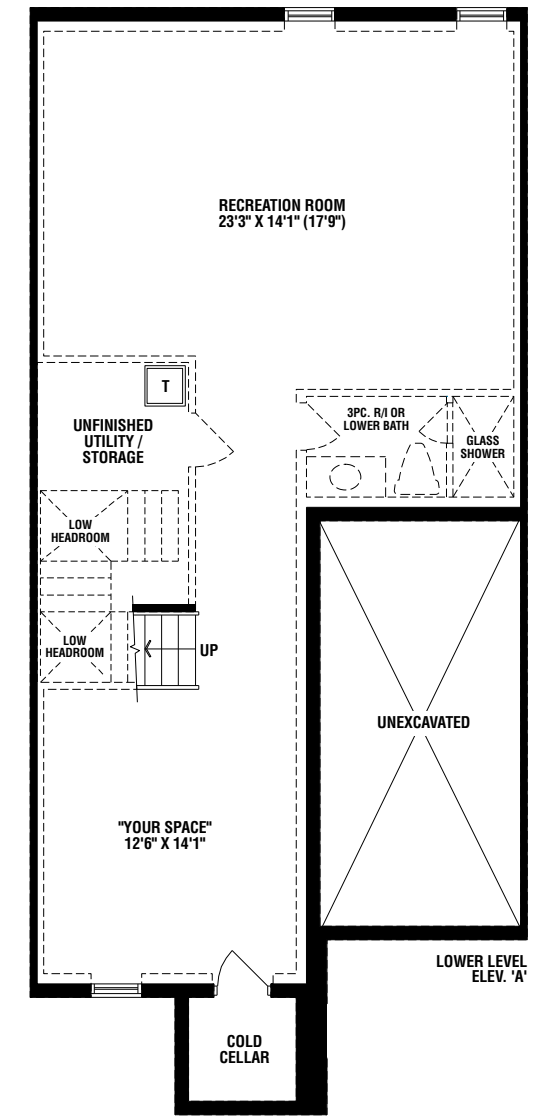 RECREATION ROOM
23'3" X 14'1" (17'9")
T
UNFINISHED
UTILITY /
STORAGE
3PC. R/I OR
LOWER BATH
GLASS
SHOWER
LOW
HEADROOM
LOW
HEADROOM
UP
UNEXCAVATED
"YOUR SPACE"
12'6" X 14'1"
LOWER LEVEL
ELEV. 'A'
COLD
CELLAR